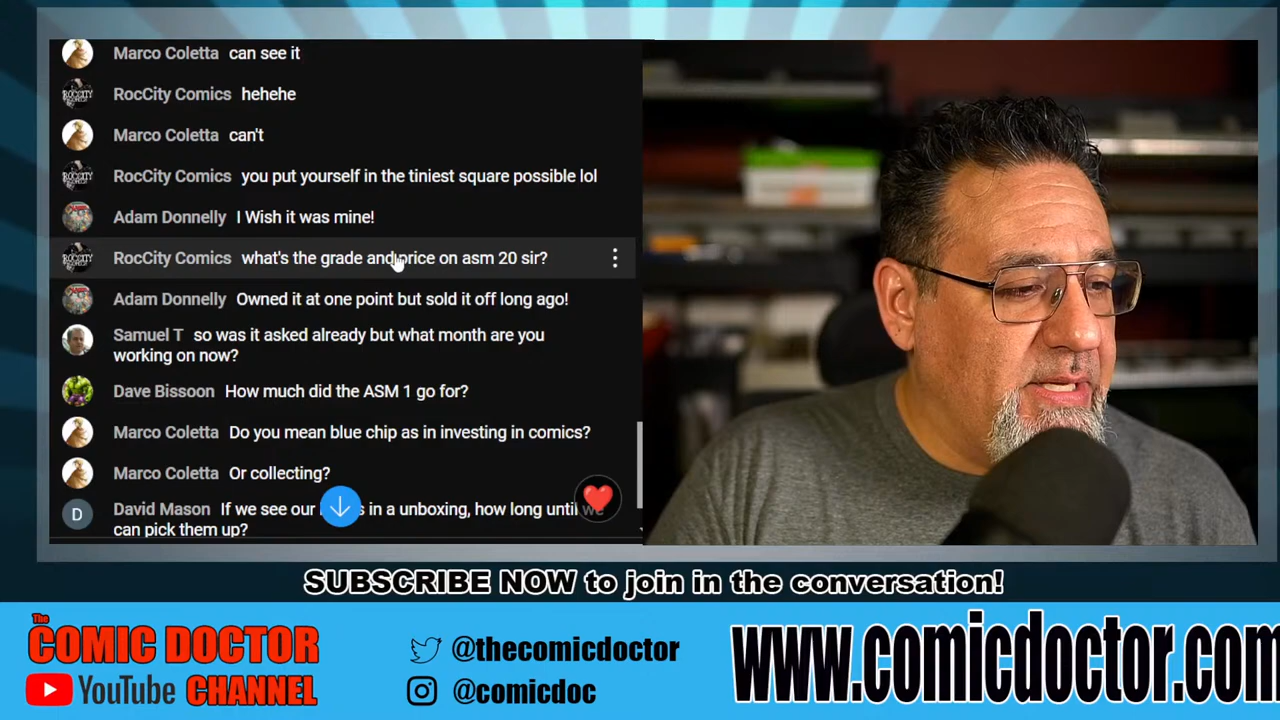 Marco Coletta can see it
RocCity Comics hehehe
Marco Coletta can't
RocCity Comics you put yourself in the tiniest square possible lol
Adam Donnelly I Wish it was mine!
RocCity Comics what's the grade and price on asm 20 sir?
Adam Donnelly Owned it at one point but sold it off long ago!
Samuel T so was it asked already but what month are you
working on now?
Dave Bissoon How much did the ASM 1 go for?
Marco Coletta Do you mean blue chip as in investing in comics?
Marco Coletta Or collecting?
D David Mason If we see our in a unboxing, how long until we
can pick them up?
SUBSCRIBE NOW to join in the conversation!
The
COMIC DOCTOR
YouTube CHANNEL
@thecomicdoctor
@comicdoc
www.comicdoctor.com